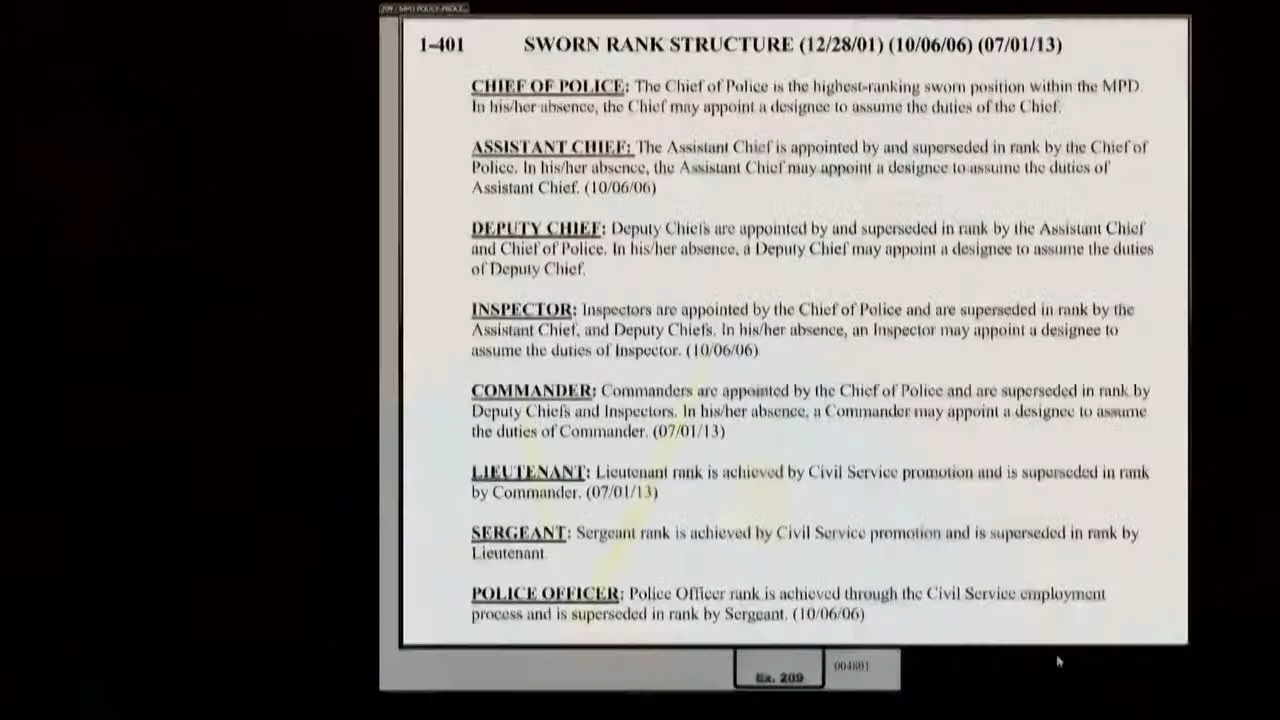 1-401 SWORN RANK STRUCTURE (12/28/01) (10/06/06) (07/01/13)
CHIEF OF POLICE: The Chief of Police is the highest-ranking sworn position within the MPD.
In his/her absence, the Chief may appoint a designee to assume the duties of the Chief.
ASSISTANT CHIEF: The Assistant Chief is appointed by and superseded in rank by the Chief of
Police. In his/her absence, the Assistant Chief may appoint a designee to assume the duties of
Assistant Chief. (10/06/06)
DEPUTY CHIEF: Deputy Chiefs are appointed by and superseded in rank by the Assistant Chief
and Chief of Police. In his/her absence, a Deputy Chief may appoint a designee to assume the duties
of Deputy Chief.
INSPECTOR: Inspectors are appointed by the Chief of Police and are superseded in rank by the
Assistant Chief, and Deputy Chiefs. In his/her absence, an Inspector may appoint a designee to
assume the duties of Inspector. (10/06/06)
COMMANDER: Commanders are appointed by the Chief of Police and are superseded in rank by
Deputy Chiefs and Inspectors. In his/her absence, a Commander may appoint a designee to assume
the duties of Commander. (07/01/13)
LIEUTENANT: Lieutenant rank is achieved by Civil Service promotion and is superseded in rank
by Commander. (07/01/13)
SERGEANT: Sergeant rank is achieved by Civil Service promotion and is superseded in rank by
Lieutenant
POLICE OFFICER: Police Officer rank is achieved through the Civil Service employment
process and is superseded in rank by Sergeant. (10/06/06)
Ex. 209
004801